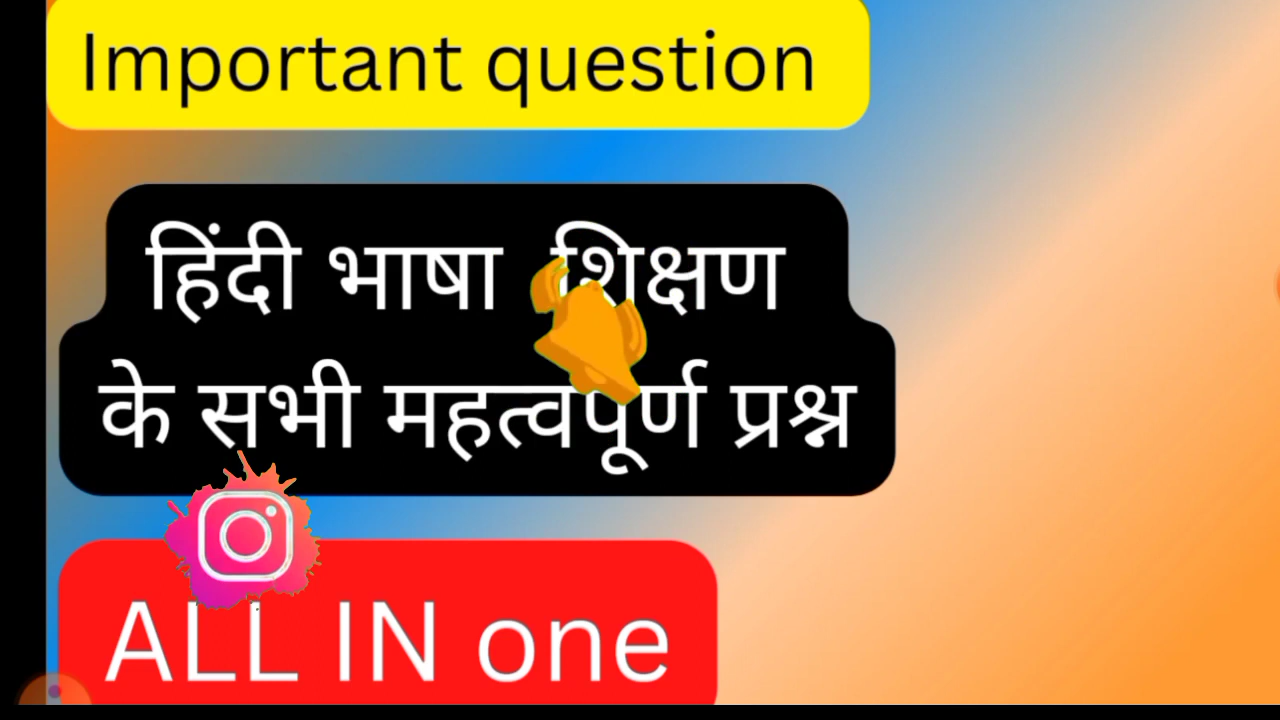 Important question
हिंदी भाषा शिक्षण
के सभी महत्वपूर्ण प्रश्न
ALL IN one